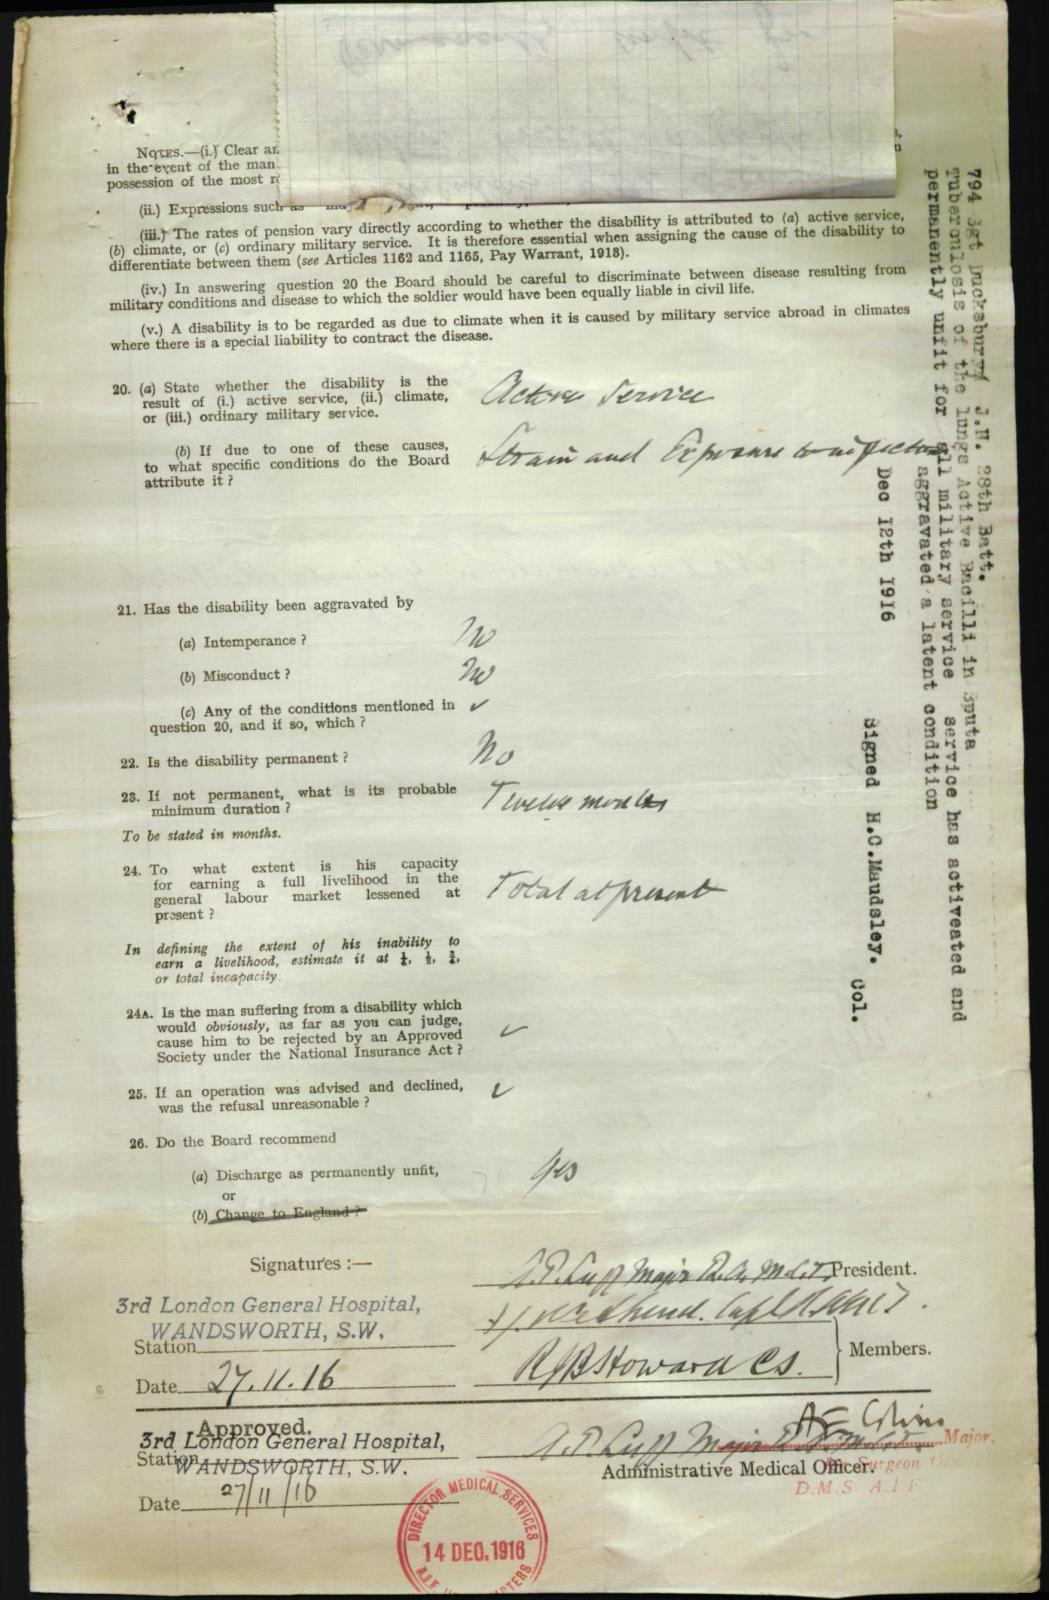 NOTES.—(i.) Clear
in the event of the man
possession of the most
(ii.) Expressions such as
(iii.) The rates of pension vary directly according to whether the disability is attributed to (a) active service,
(b) climate, or (c) ordinary military service. It is therefore essential when assigning the cause of the disability to
differentiate between them (see Articles 1162 and 1165, Pay Warrant, 1913).
(iv.) In answering question 20 the Board should be careful to discriminate between disease resulting from
military conditions and disease to which the soldier would have been equally liable in civil life.
(v.) A disability is to be regarded as due to climate when it is caused by military service abroad in climates
where there is a special liability to contract the disease.
20. (a) State whether the disability is the
result of (i.) active service, (ii.) climate,
or (iii.) ordinary military service.
Active Service
(b) If due to one of these causes,
to what specific conditions do the Board
attribute it ?
Strain and Exposure to infection
21. Has the disability been aggravated by
(a) Intemperance ? No
(b) Misconduct ? No
(c) Any of the conditions mentioned in ✓
question 20, and if so, which ?
22. Is the disability permanent ? No
23. If not permanent, what is its probable
minimum duration ? Twelve months
To be stated in months.
24. To what extent is his capacity
for earning a full livelihood in the
general labour market lessened at
present ?
Total at present
In defining the extent of his inability to
earn a livelihood, estimate it at ¼, ½, ¾,
or total incapacity.
24A. Is the man suffering from a disability which
would obviously, as far as you can judge,
cause him to be rejected by an Approved
Society under the National Insurance Act ? ✓
25. If an operation was advised and declined,
was the refusal unreasonable ? ✓
26. Do the Board recommend
(a) Discharge as permanently unfit, Yes
or
(b) Change to England ?
Signatures :—
Major R.A.M.C.T. President.
3rd London General Hospital,
WANDSWORTH, S.W.
Station
Capt
R J B Howard CS. Members.
Date 27.11.16
Approved.
3rd London General Hospital,
Station
WANDSWORTH, S.W.
Major R.A.M.C.T.
Major.
Administrative Medical Officer.
Surgeon
D.M.S A.I.F.
Date 27/11/16
DIRECTOR MEDICAL SERVICES
14 DEC. 1916
A.I.F. HEADQUARTERS
794 Sgt Ducksbury J.N. 28th Batt.
Tuberculosis of the lungs Active Bacilli in Sputa
permanently unfit for all military service service has activeated and
aggravated a latent condition
Dec 12th 1916
Signed H.C.Maudsley. Col.